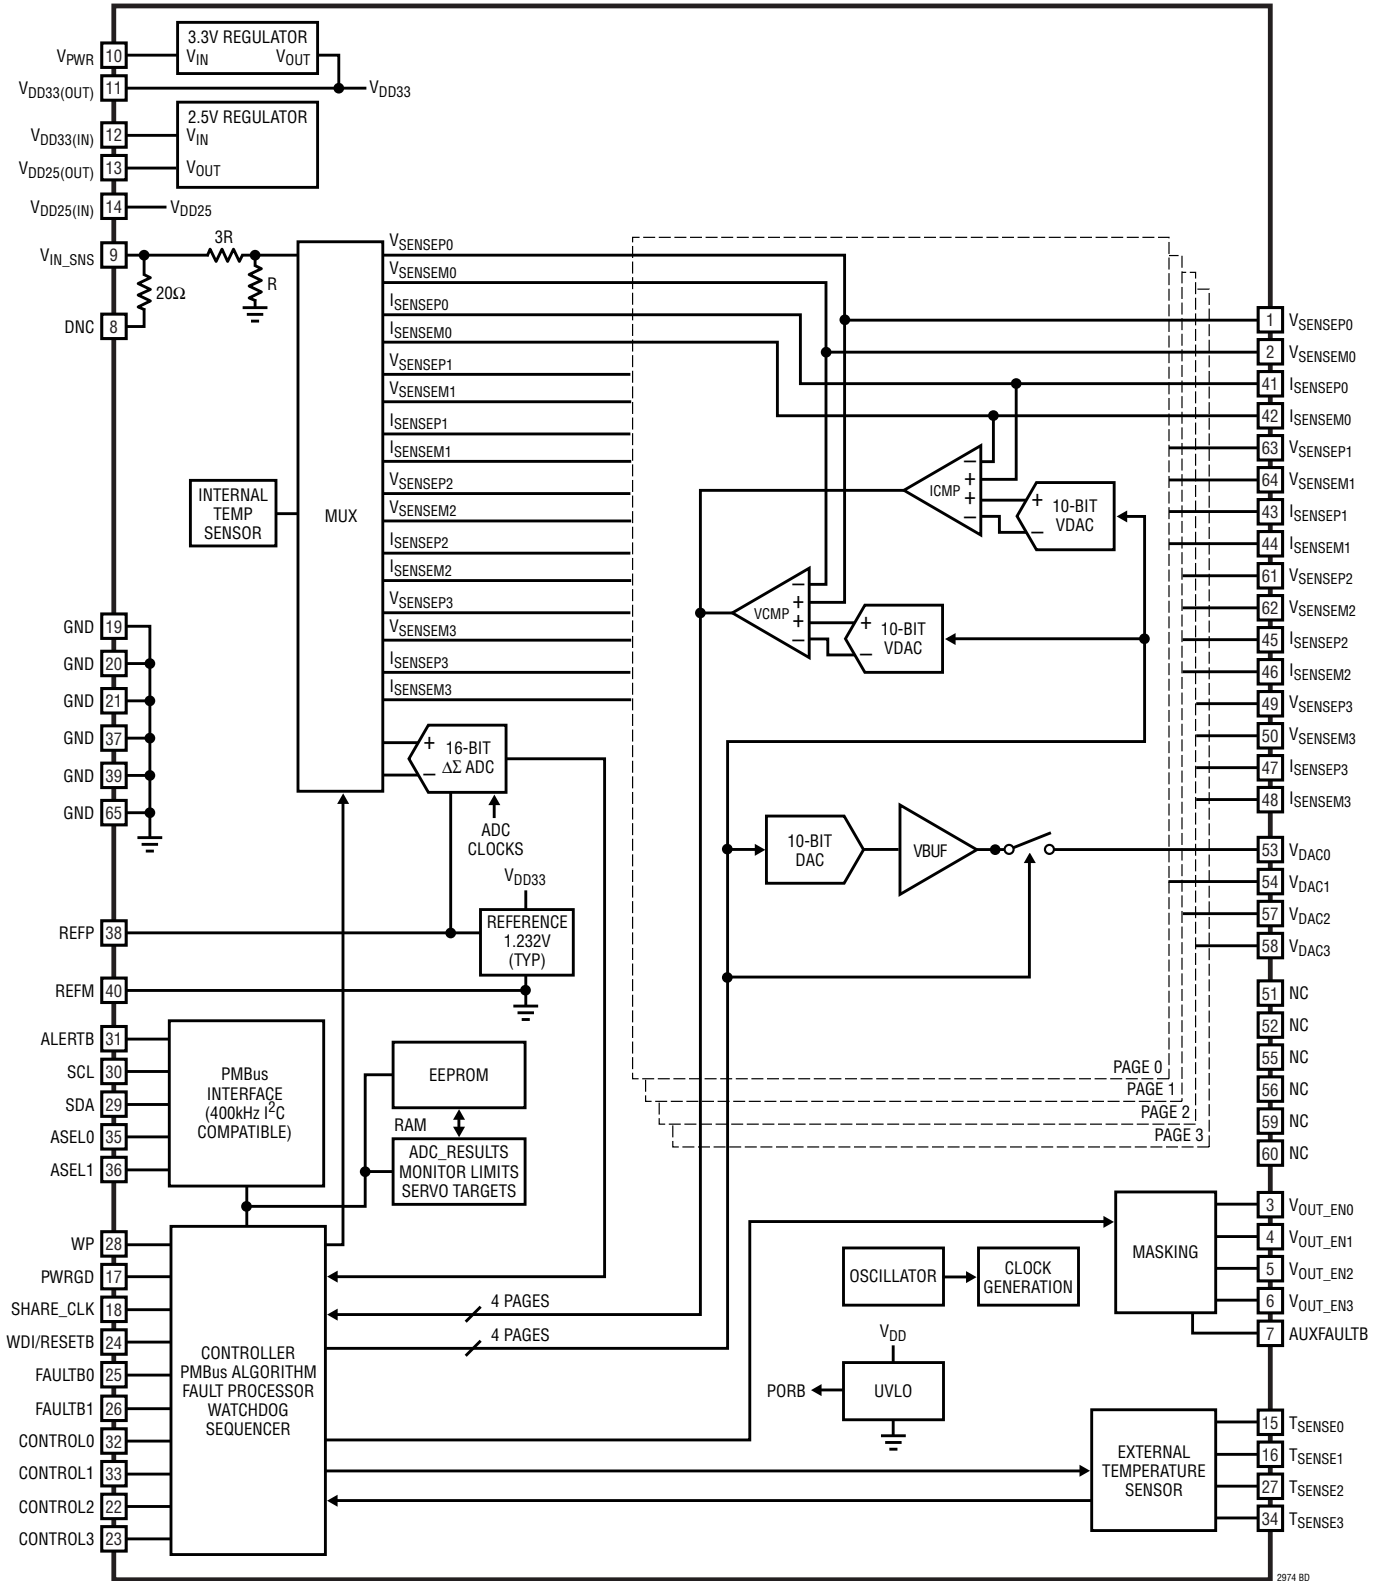 3.3V REGULATOR
VIN VOUT
VPWR 10
VDD33(OUT) 11
VDD33
2.5V REGULATOR
VIN
VOUT
VDD33(IN) 12
VDD25(OUT) 13
VDD25(IN) 14
VDD25
VIN_SNS 9
3R
R
20Ω
DNC 8
MUX
INTERNAL
TEMP
SENSOR
VSENSEP0
VSENSEM0
ISENSEP0
ISENSEM0
VSENSEP1
VSENSEM1
ISENSEP1
ISENSEM1
VSENSEP2
VSENSEM2
ISENSEP2
ISENSEM2
VSENSEP3
VSENSEM3
ISENSEP3
ISENSEM3
GND 19
GND 20
GND 21
GND 37
GND 39
GND 65
+
–
16-BIT
ΔΣ ADC
ADC
CLOCKS
VDD33
REFERENCE
1.232V
(TYP)
REFP 38
REFM 40
ICMP
–
+
+
–
+
–
10-BIT
VDAC
VCMP
–
+
+
–
+
–
10-BIT
VDAC
10-BIT
DAC
VBUF
PAGE 0
PAGE 1
PAGE 2
PAGE 3
1 VSENSEP0
2 VSENSEM0
41 ISENSEP0
42 ISENSEM0
63 VSENSEP1
64 VSENSEM1
43 ISENSEP1
44 ISENSEM1
61 VSENSEP2
62 VSENSEM2
45 ISENSEP2
46 ISENSEM2
49 VSENSEP3
50 VSENSEM3
47 ISENSEP3
48 ISENSEM3
53 VDAC0
54 VDAC1
57 VDAC2
58 VDAC3
51 NC
52 NC
55 NC
56 NC
59 NC
60 NC
ALERTB 31
SCL 30
SDA 29
ASEL0 35
ASEL1 36
PMBus
INTERFACE
(400kHz I2C
COMPATIBLE)
EEPROM
RAM
ADC_RESULTS
MONITOR LIMITS
SERVO TARGETS
WP 28
PWRGD 17
SHARE_CLK 18
WDI/RESETB 24
FAULTB0 25
FAULTB1 26
CONTROL0 32
CONTROL1 33
CONTROL2 22
CONTROL3 23
CONTROLLER
PMBus ALGORITHM
FAULT PROCESSOR
WATCHDOG
SEQUENCER
4 PAGES
4 PAGES
OSCILLATOR
CLOCK
GENERATION
VDD
PORB
UVLO
MASKING
3 VOUT_EN0
4 VOUT_EN1
5 VOUT_EN2
6 VOUT_EN3
7 AUXFAULTB
EXTERNAL
TEMPERATURE
SENSOR
15 TSENSE0
16 TSENSE1
27 TSENSE2
34 TSENSE3
2974 BD